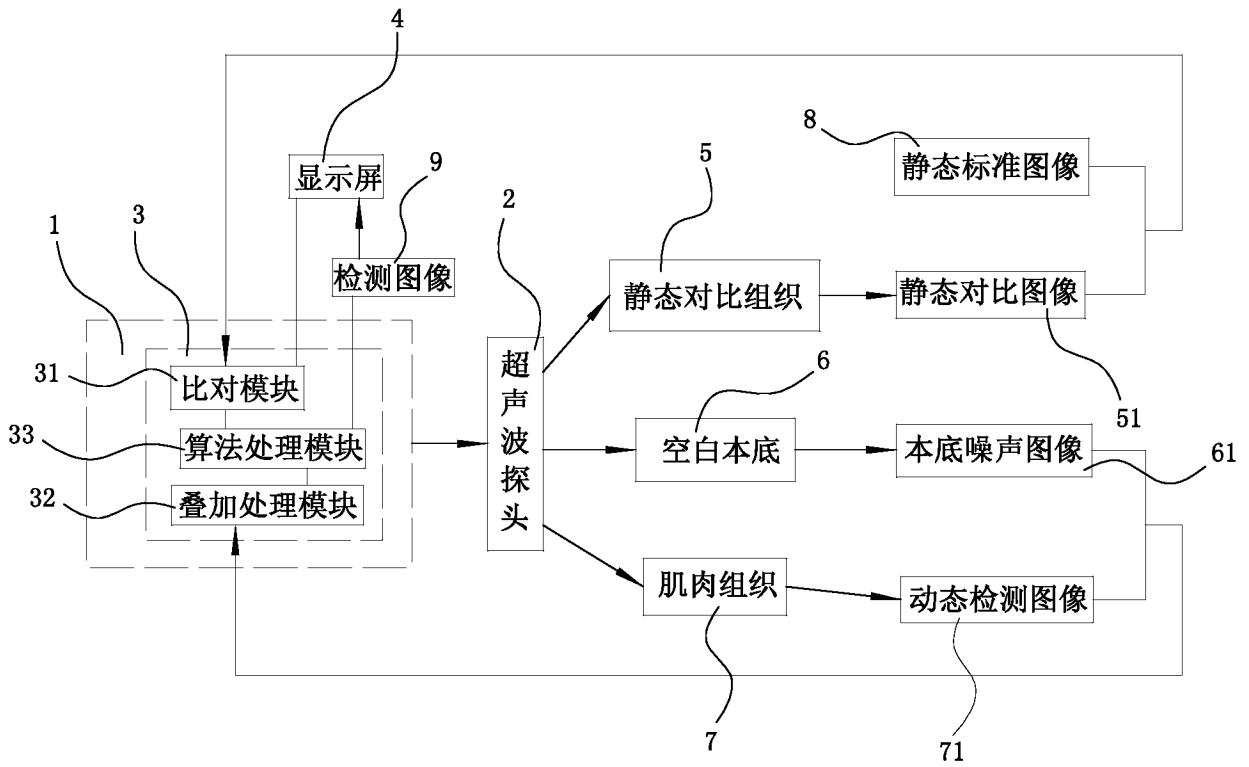 4
8
静态标准图像
5
9
显示屏
2
1
3
检测图像
静态对比组织
静态对比图像
超声波探头
31
比对模块
6
51
33
算法处理模块
空白本底
本底噪声图像
61
32
叠加处理模块
肌肉组织
动态检测图像
7
71